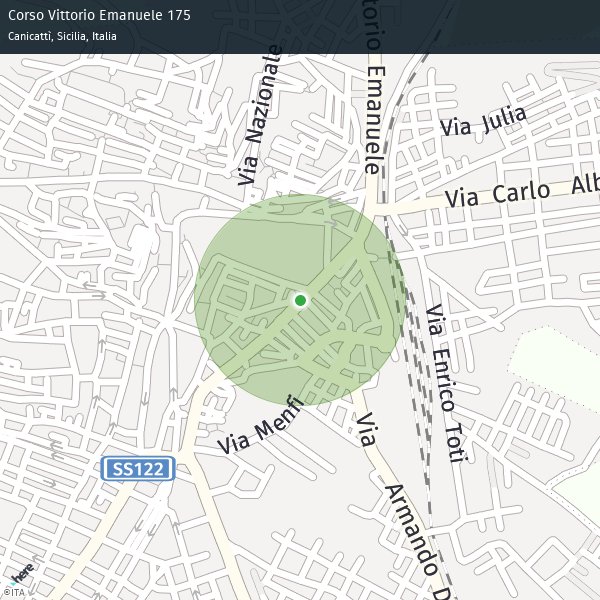 Corso Vittorio Emanuele 175
Canicattì, Sicilia, Italia
Via Nazionale
ttorio Emanuele
Via Julia
Via Carlo Alb
Via Enrico Toti
Via Menfi
Via Armando D
SS122
here
©ITA